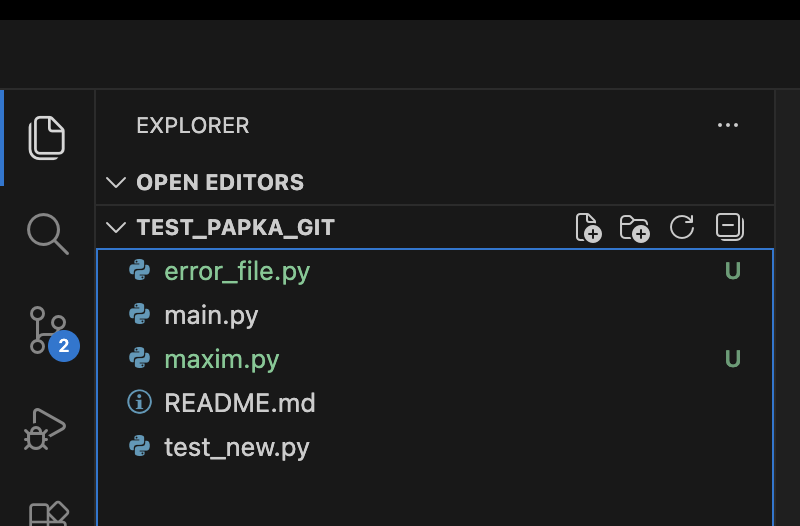 EXPLORER
OPEN EDITORS
TEST_PAPKA_GIT
error_file.py U
main.py
2
maxim.py U
README.md
test_new.py